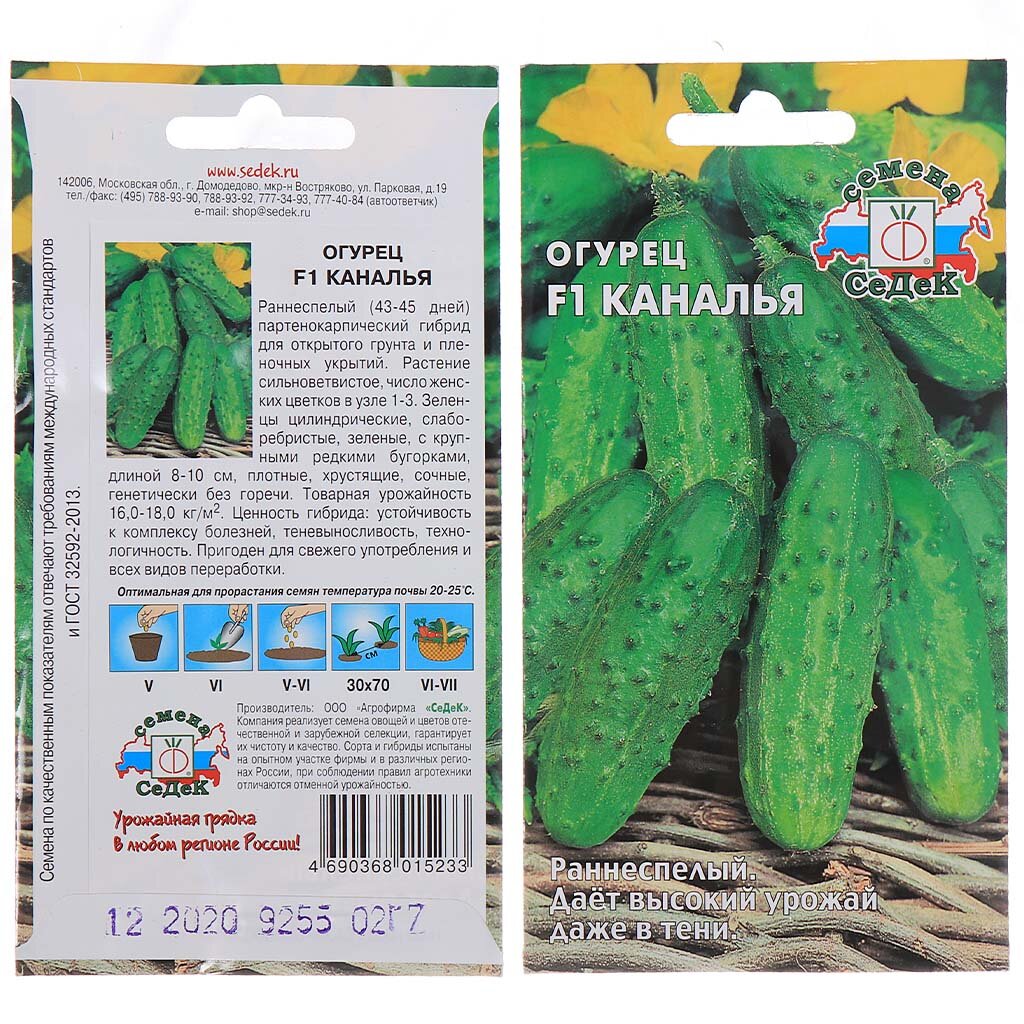 www.sedek.ru
142006, Московская обл., г. Домодедово, мкр-н Востряково, ул. Парковая, д.19
тел./факс: (495) 788-93-90, 788-93-92, 777-34-93, 777-40-84 (автоответчик)
e-mail: shop@sedek.ru
ОГУРЕЦ
F1 КАНАЛЬЯ
Раннеспелый (43-45 дней)
партенокарпический гибрид
для открытого грунта и пле-
ночных укрытий. Растение
сильноветвистое, число женс-
ких цветков в узле 1-3. Зелен-
цы цилиндрические, слабо-
ребристые, зеленые, с круп-
ными редкими бугорками,
длиной 8-10 см, плотные, хрустящие, сочные,
генетически без горечи. Товарная урожайность
16,0-18,0 кг/м². Ценность гибрида: устойчивость
к комплексу болезней, теневыносливость, техно-
логичность. Пригоден для свежего употребления и
всех видов переработки.
Оптимальная для прорастания семян температура почвы 20-25°С.
см
V VI V-VI 30x70 VI-VII
Производитель: ООО «Агрофирма «СеДеК».
Компания реализует семена овощей и цветов оте-
чественной и зарубежной селекции, гарантирует
их чистоту и качество. Сорта и гибриды испытаны
на опытном участке фирмы и в различных регио-
нах России, при соблюдении правил агротехники
отличаются отменной урожайностью.
семена
СеДеК
Урожайная грядка
в любом регионе России!
4 690368 015233
12 2020 9255 02Г7
Семена по качественным показателям отвечают требованиям международных стандартов
и ГОСТ 32592-2013.
семена
СеДеК
®
ОГУРЕЦ
F1 КАНАЛЬЯ
Раннеспелый.
Даёт высокий урожай
даже в тени.